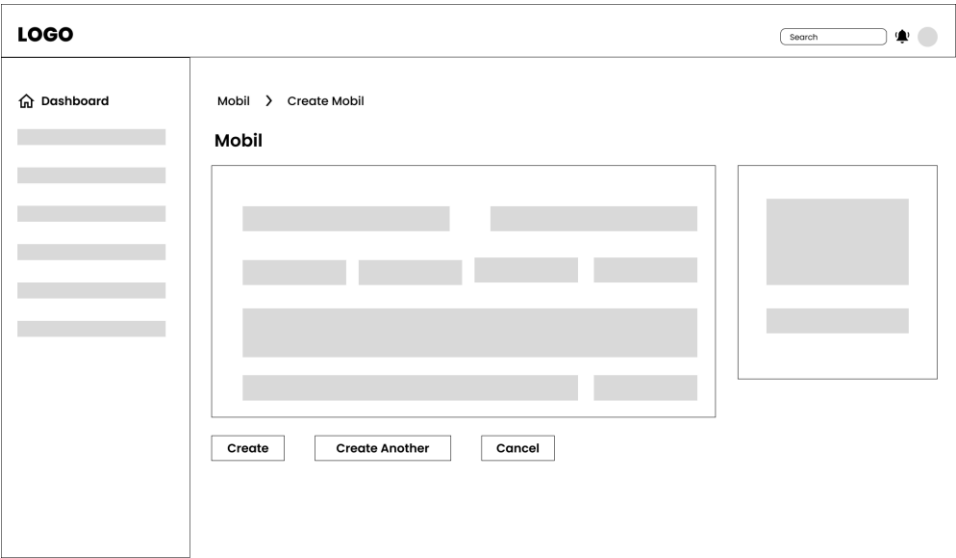 LOGO
Search
Dashboard
Mobil > Create Mobil
Mobil
Create
Create Another
Cancel